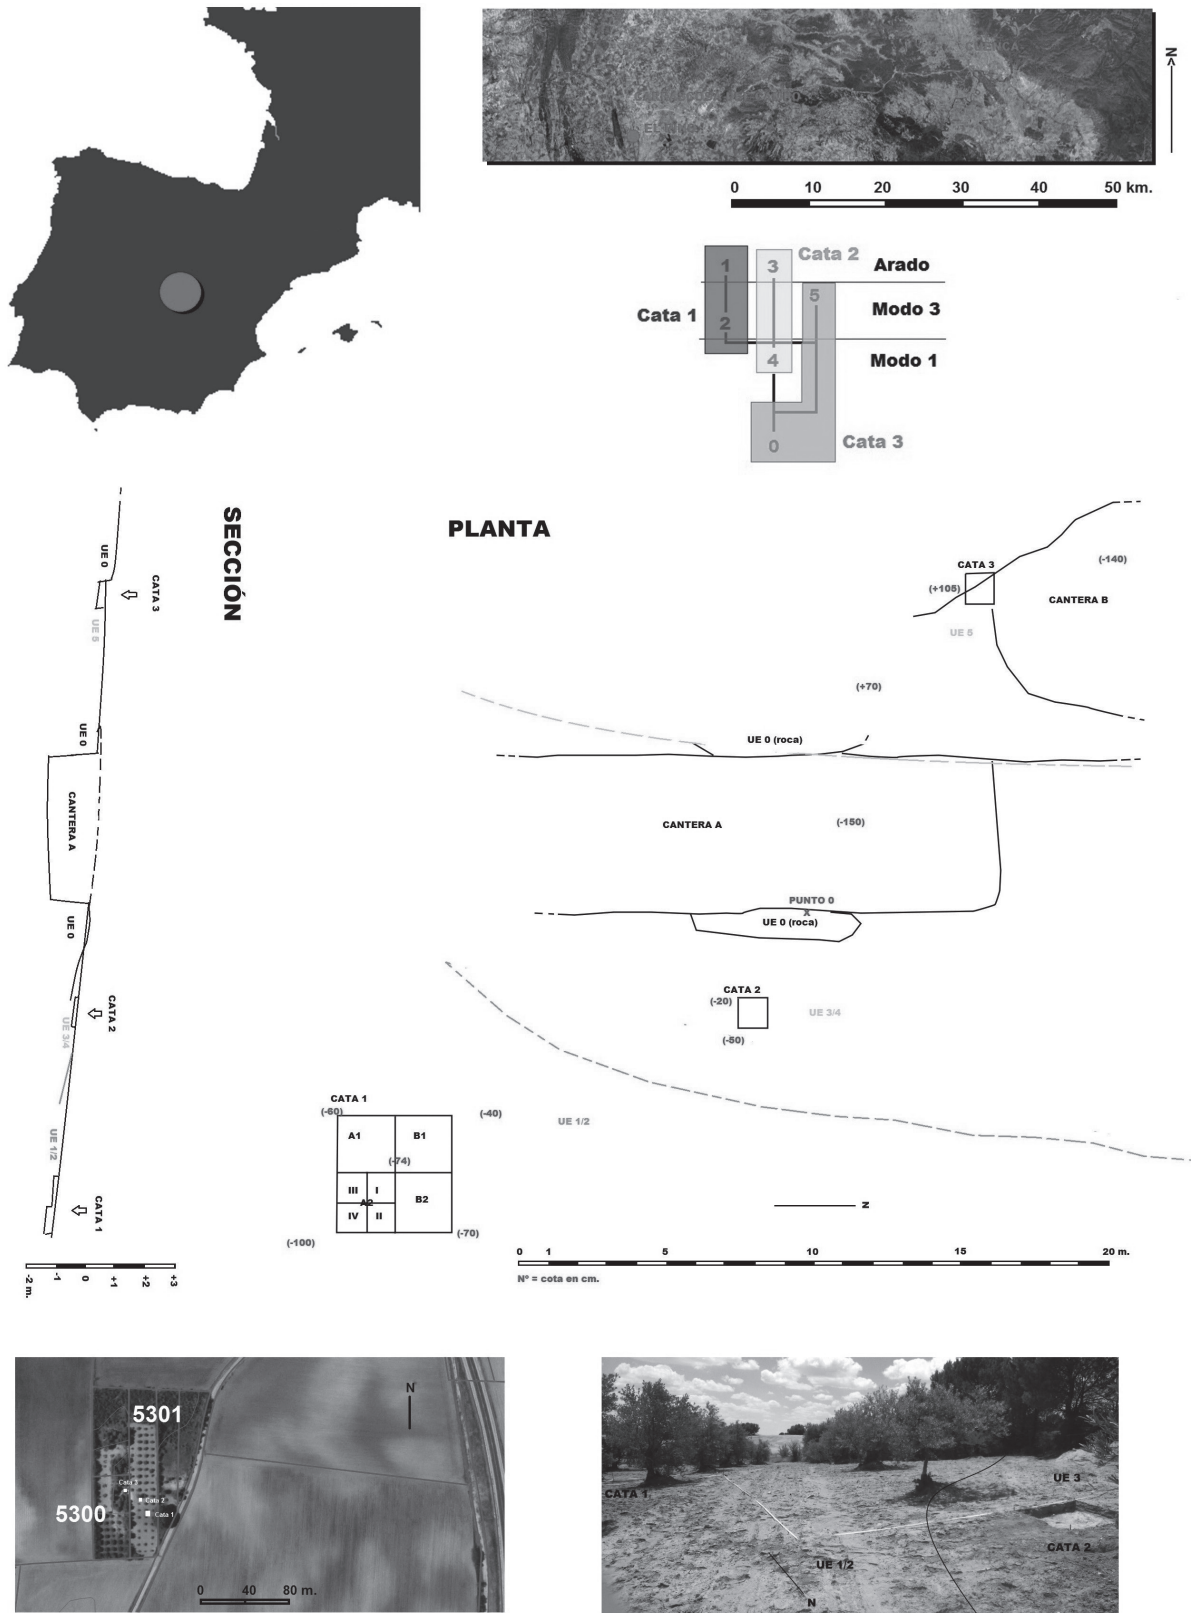 N
0 10 20 30 40 50 km.
1 3 Cata 2 Arado
5
Cata 1 2 Modo 3
4 Modo 1
0 Cata 3
SECCIÓN
UE 0
CATA 3
UE 5
UE 0
CANTERA A
UE 0
CATA 2
UE 3/4
UE 1/2
CATA 1
-2 m. -1 0 +1 +2 +3
PLANTA
CATA 3
(-140)
(+105)
CANTERA B
UE 5
(+70)
UE 0 (roca)
CANTERA A
(-150)
PUNTO 0
X
UE 0 (roca)
CATA 2
(-20)
UE 3/4
(-50)
CATA 1
(-60)
(-40)
UE 1/2
A1 B1
(-74)
III I
A2 B2
IV II
(-70)
(-100)
N
0 1 5 10 15 20 m.
Nº = cota en cm.
N
5301
Cata 3
Cata 2
5300
Cata 1
0 40 80 m.
UE 3
CATA 1
CATA 2
UE 1/2
N